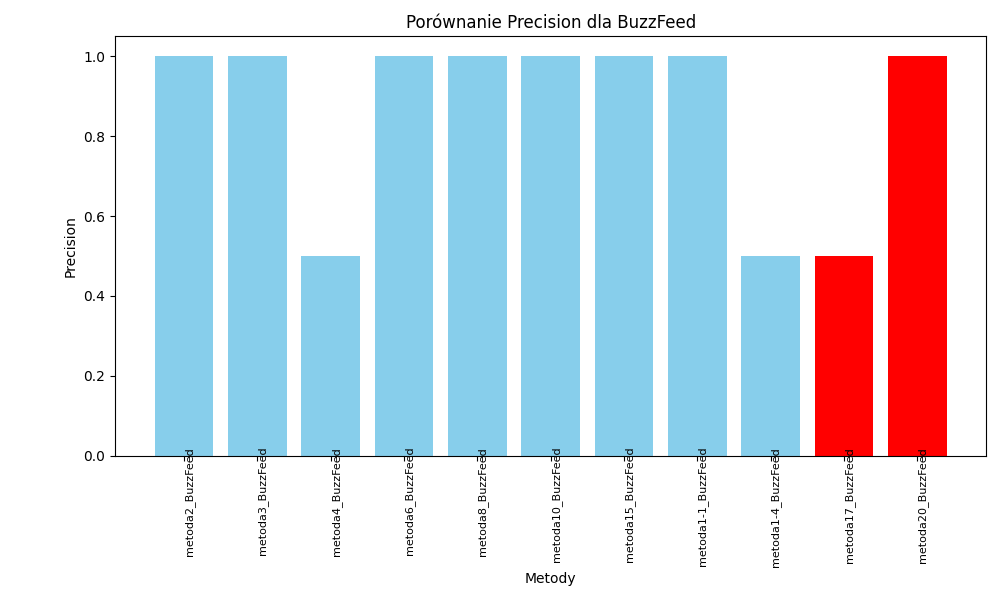 Porównanie Precision dla BuzzFeed
Precision
1.0
0.8
0.6
0.4
0.2
0.0
metoda2_BuzzFeed
metoda3_BuzzFeed
metoda4_BuzzFeed
metoda6_BuzzFeed
metoda8_BuzzFeed
metoda10_BuzzFeed
metoda15_BuzzFeed
metoda1-1_BuzzFeed
metoda1-4_BuzzFeed
metoda17_BuzzFeed
metoda20_BuzzFeed
Metody